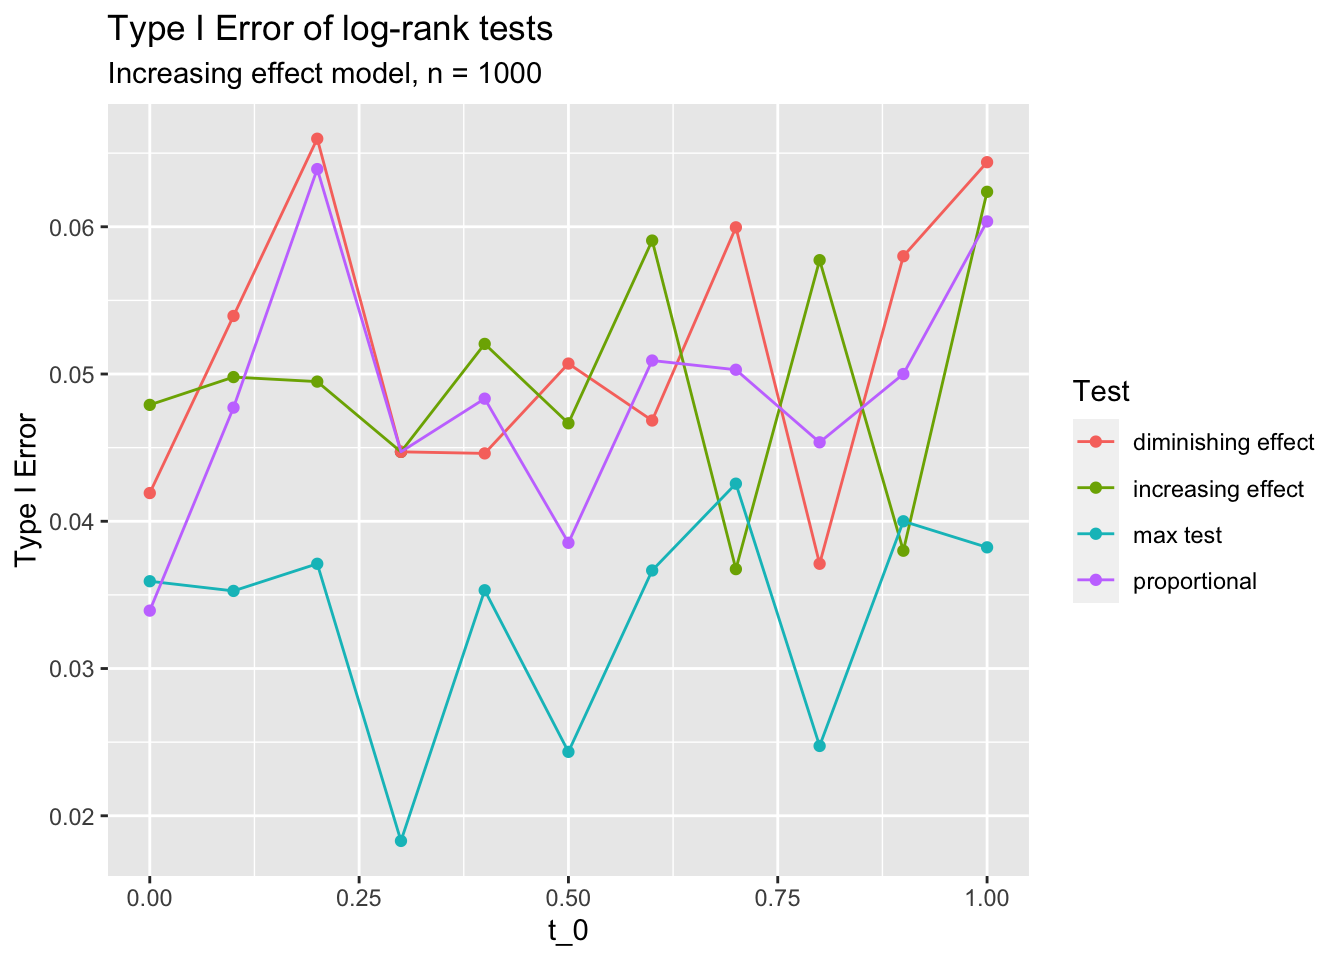 Type I Error of log-rank tests
Increasing effect model, n = 1000
Type I Error
0.06
0.05
0.04
0.03
0.02
0.00 0.25 0.50 0.75 1.00
t_0
Test
diminishing effect
increasing effect
max test
proportional